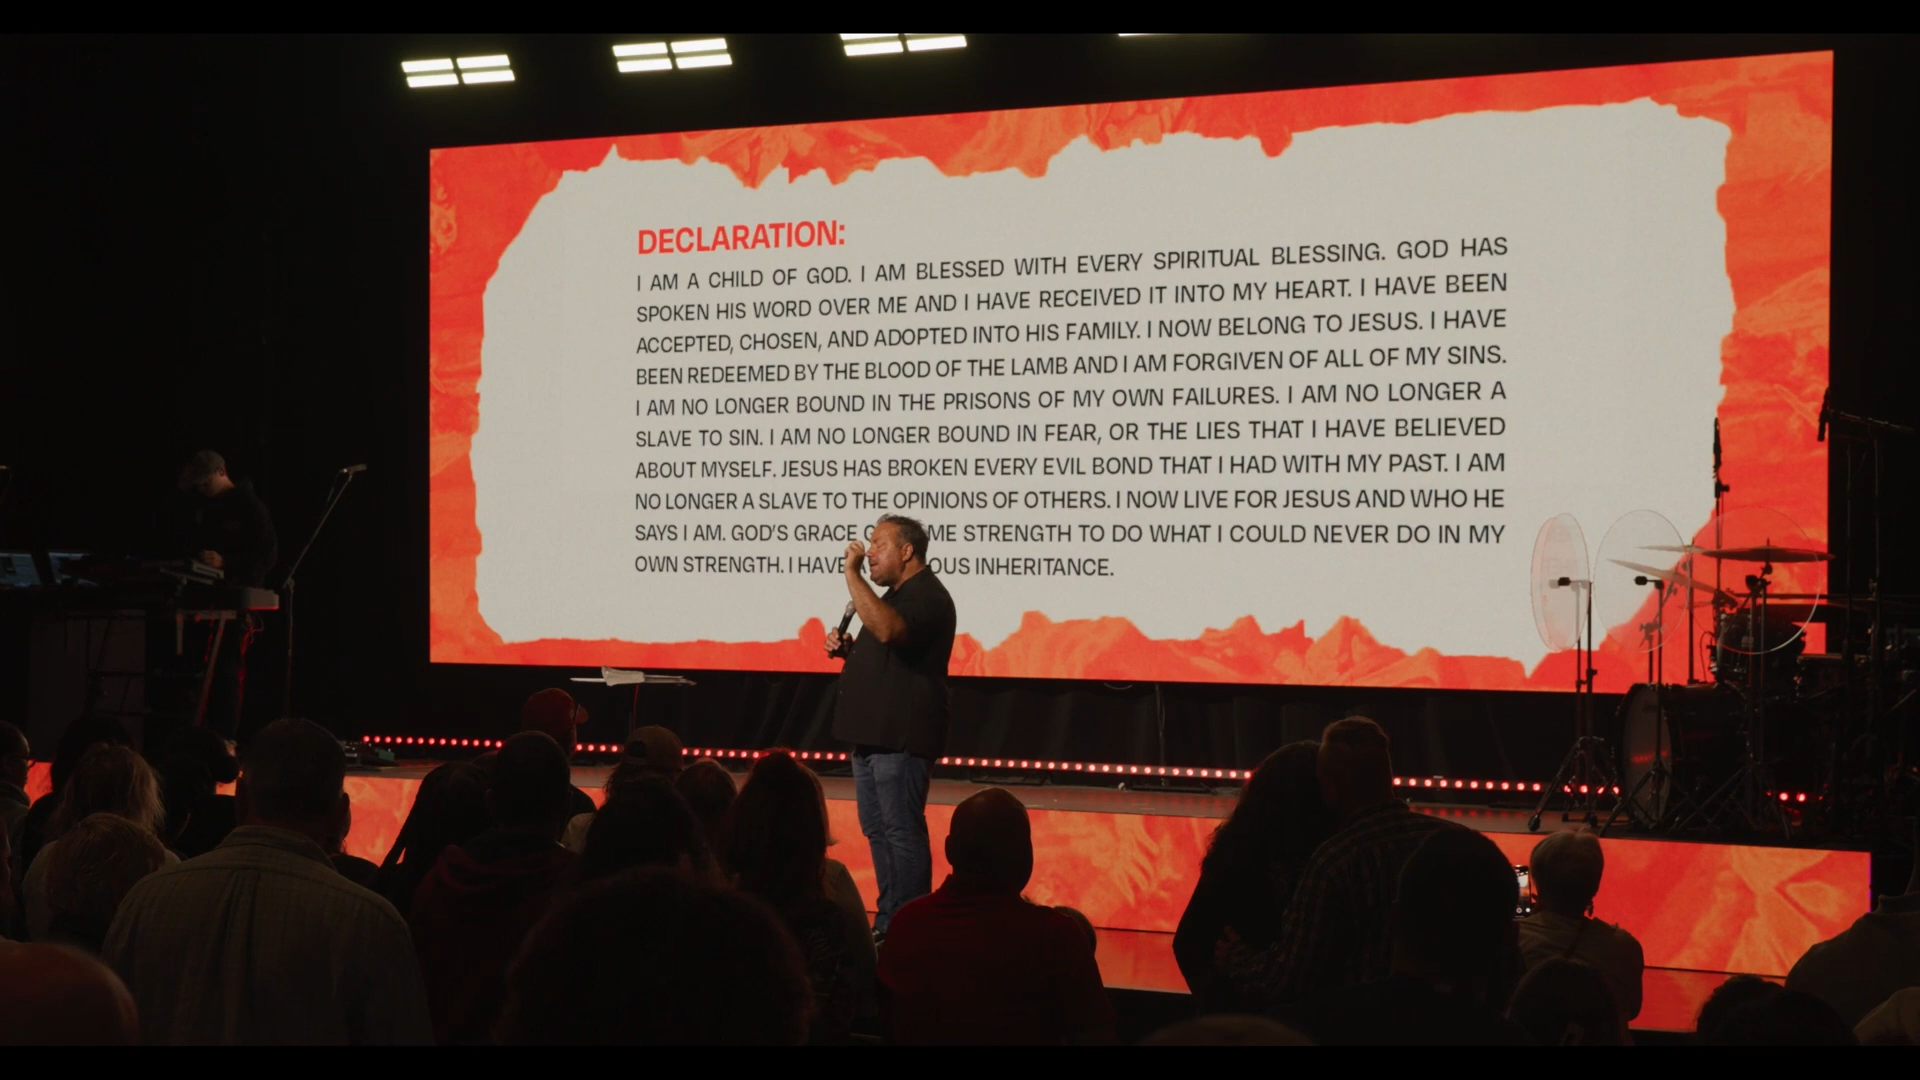 DECLARATION:
I AM A CHILD OF GOD. I AM BLESSED WITH EVERY SPIRITUAL BLESSING. GOD HAS
SPOKEN HIS WORD OVER ME AND I HAVE RECEIVED IT INTO MY HEART. I HAVE BEEN
ACCEPTED, CHOSEN, AND ADOPTED INTO HIS FAMILY. I NOW BELONG TO JESUS. I HAVE
BEEN REDEEMED BY THE BLOOD OF THE LAMB AND I AM FORGIVEN OF ALL OF MY SINS.
I AM NO LONGER BOUND IN THE PRISONS OF MY OWN FAILURES. I AM NO LONGER A
SLAVE TO SIN. I AM NO LONGER BOUND IN FEAR, OR THE LIES THAT I HAVE BELIEVED
ABOUT MYSELF. JESUS HAS BROKEN EVERY EVIL BOND THAT I HAD WITH MY PAST. I AM
NO LONGER A SLAVE TO THE OPINIONS OF OTHERS. I NOW LIVE FOR JESUS AND WHO HE
SAYS I AM. GOD'S GRACE ME STRENGTH TO DO WHAT I COULD NEVER DO IN MY
OWN STRENGTH. I HAVE INHERITANCE.